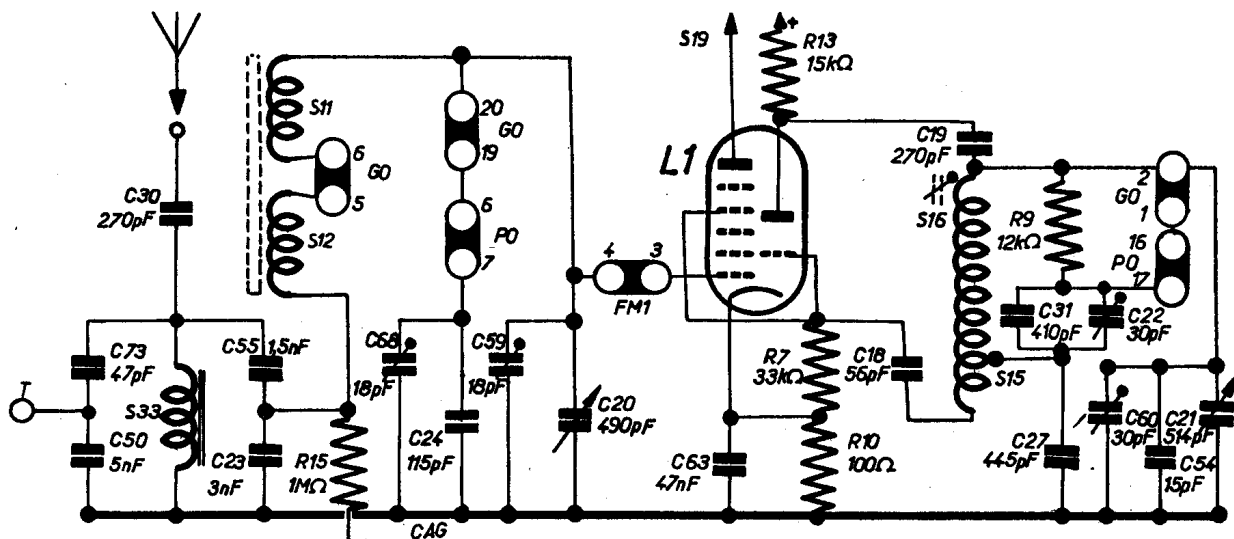 S19
+
R13
15kΩ
S11
20
GO
19
6
GO
5
L1
C19
270pF
2
GO
1
C30
270pF
S12
6
PO
7
S16
R9
12kΩ
16
PO
17
4
3
FM1
C31
410pF
C22
30pF
C73
47pF
C55
1,5nF
C68
18pF
C59
18pF
R7
33kΩ
C18
56pF
S15
T
S33
C20
490pF
C60
30pF
C21
514pF
C50
5nF
C23
3nF
R15
1MΩ
C24
115pF
C63
47nF
R10
100Ω
C27
445pF
C54
15pF
CAG